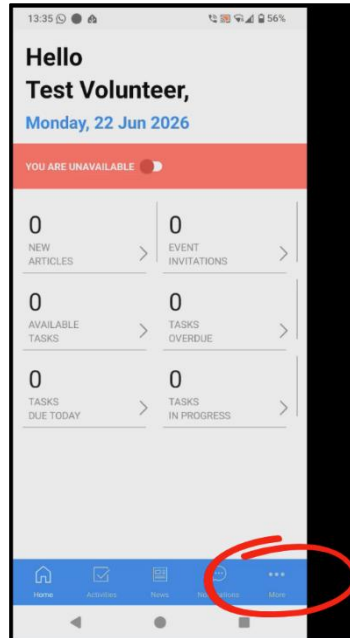 13:35 56%
Hello
Test Volunteer,
Monday, 22 Jun 2026
YOU ARE UNAVAILABLE
0
NEW
ARTICLES
0
EVENT
INVITATIONS
0
AVAILABLE
TASKS
0
TASKS
OVERDUE
0
TASKS
DUE TODAY
0
TASKS
IN PROGRESS
Home Activities News More